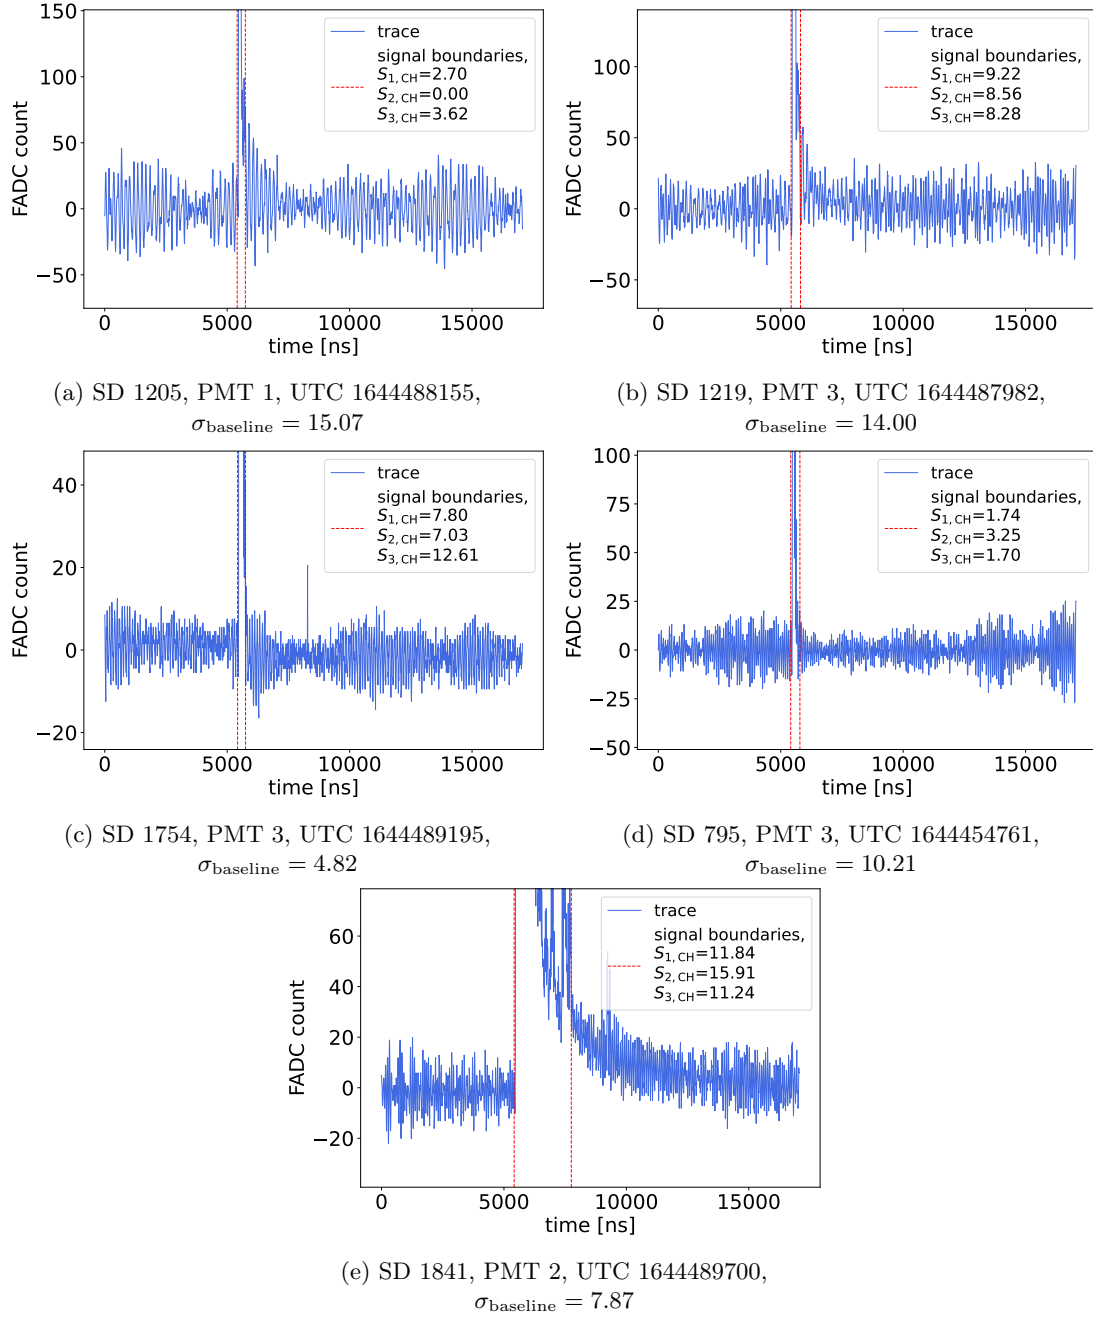 150
100
50
0
−50
FADC count
0 5000 10000 15000
time [ns]
trace
signal boundaries,
S1, CH=2.70
S2, CH=0.00
S3, CH=3.62
(a) SD 1205, PMT 1, UTC 1644488155,
σbaseline = 15.07
100
50
0
−50
FADC count
0 5000 10000 15000
time [ns]
trace
signal boundaries,
S1, CH=9.22
S2, CH=8.56
S3, CH=8.28
(b) SD 1219, PMT 3, UTC 1644487982,
σbaseline = 14.00
40
20
0
−20
FADC count
0 5000 10000 15000
time [ns]
trace
signal boundaries,
S1, CH=7.80
S2, CH=7.03
S3, CH=12.61
(c) SD 1754, PMT 3, UTC 1644489195,
σbaseline = 4.82
100
75
50
25
0
−25
−50
FADC count
0 5000 10000 15000
time [ns]
trace
signal boundaries,
S1, CH=1.74
S2, CH=3.25
S3, CH=1.70
(d) SD 795, PMT 3, UTC 1644454761,
σbaseline = 10.21
60
40
20
0
−20
FADC count
0 5000 10000 15000
time [ns]
trace
signal boundaries,
S1, CH=11.84
S2, CH=15.91
S3, CH=11.24
(e) SD 1841, PMT 2, UTC 1644489700,
σbaseline = 7.87